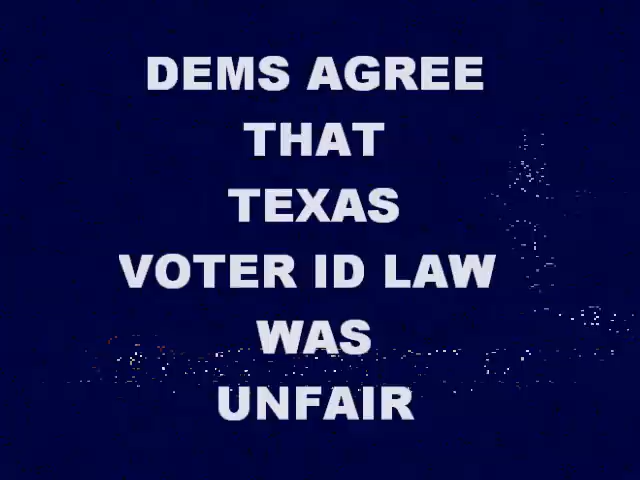 DEMS AGREE
THAT
TEXAS
VOTER ID LAW
WAS
UNFAIR